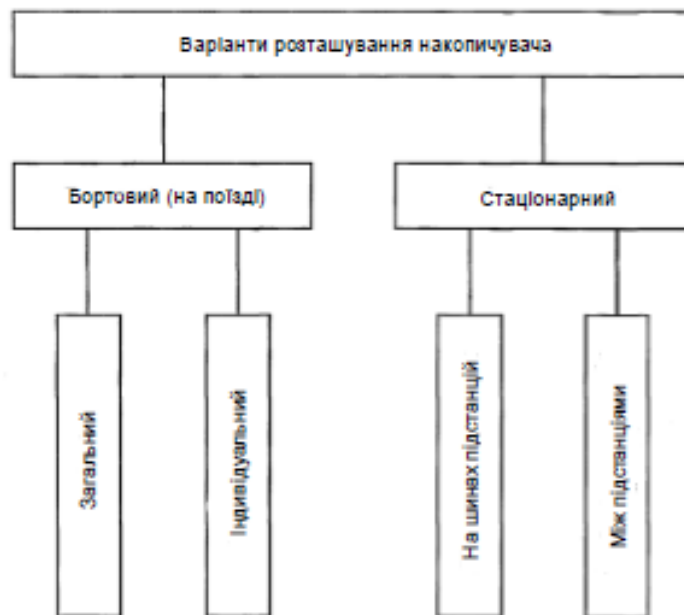 Варіанти розташування накопичувача
Бортовий (на поїзді)
Стаціонарний
Загальний
Індивідуальний
На шинах підстанцій
Між підстанціями